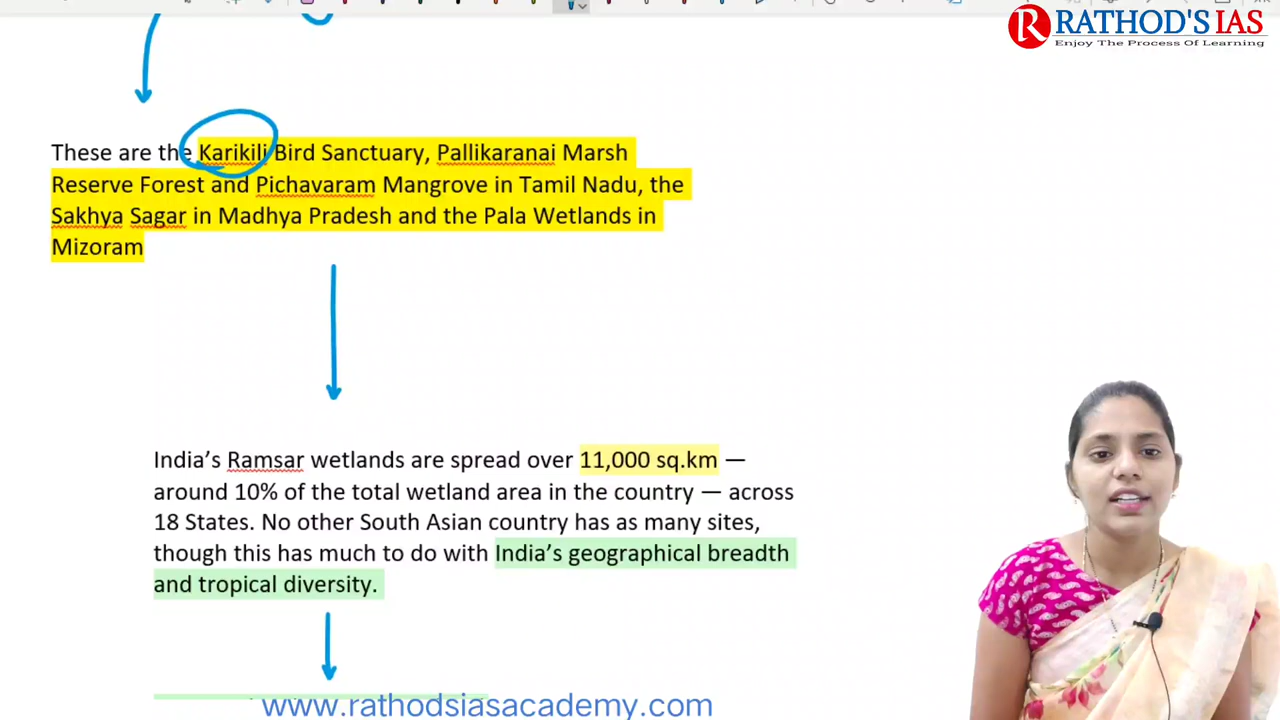 RATHOD'S IAS
Enjoy The Process Of Learning
These are the Karikili Bird Sanctuary, Pallikaranai Marsh
Reserve Forest and Pichavaram Mangrove in Tamil Nadu, the
Sakhya Sagar in Madhya Pradesh and the Pala Wetlands in
Mizoram
India’s Ramsar wetlands are spread over 11,000 sq.km —
around 10% of the total wetland area in the country — across
18 States. No other South Asian country has as many sites,
though this has much to do with India’s geographical breadth
and tropical diversity.
www.rathodsiasacademy.com